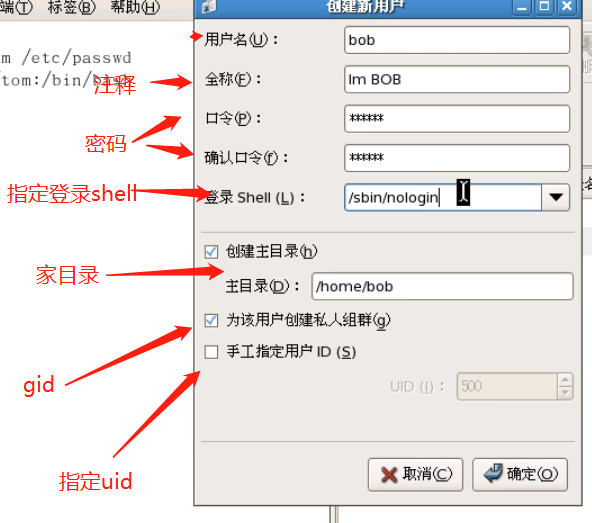 端(T) 标签(B) 帮助(H)
创建新用户
m /etc/passwd
tom:/bin/bash
用户名(U)： bob
注释
全称(F)： Im BOB
密码
口令(P)： ******
确认口令(f)： ******
指定登录shell
登录 Shell (L)： /sbin/nologin
创建主目录(h)
家目录
主目录(D)： /home/bob
为该用户创建私人组群(g)
gid
手工指定用户 ID (S)
UID (I)： 500
指定uid
取消(C) 确定(O)